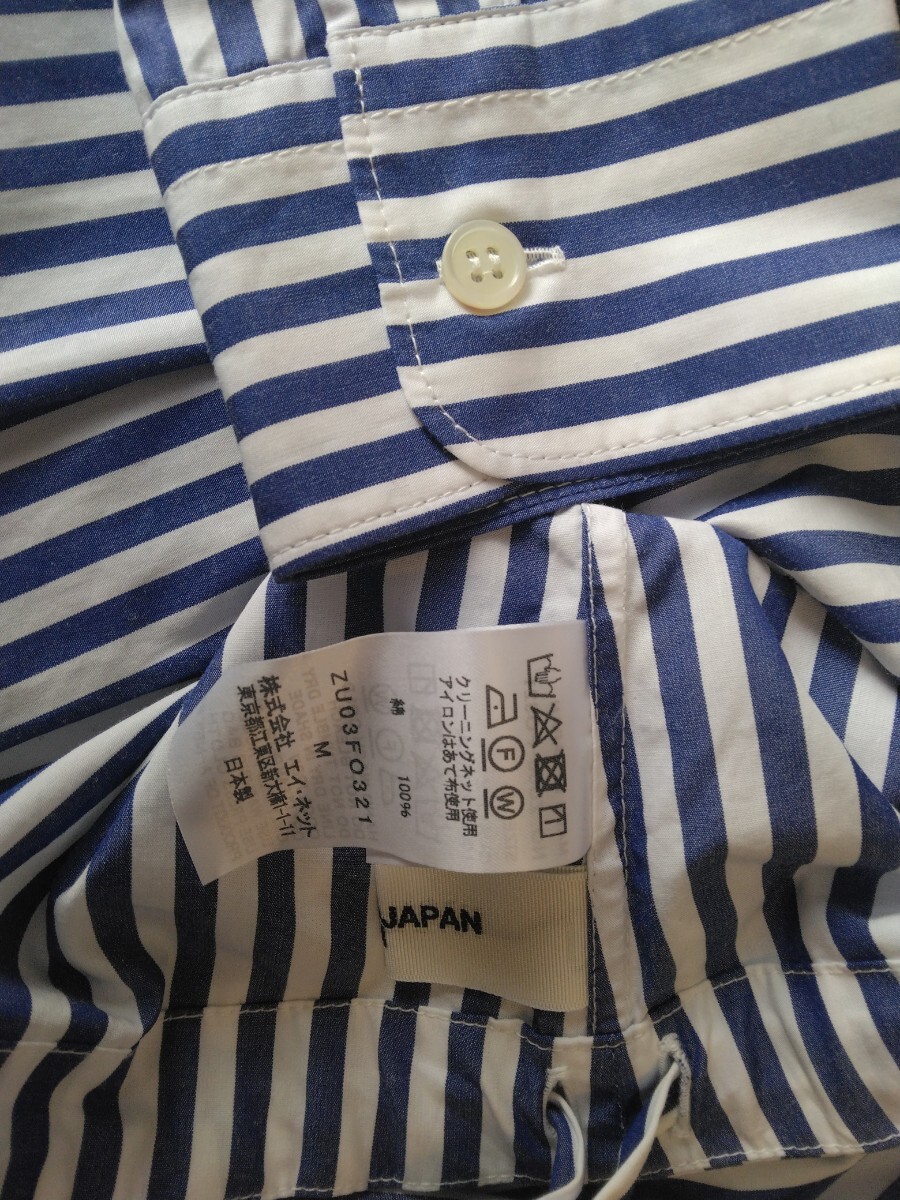 クリーニングネット使用
アイロンはあて布使用
綿 100%
ZU03FO321
M
株式会社 エイ・ネット
東京都江東区新大橋1-1-11
日本製
JAPAN